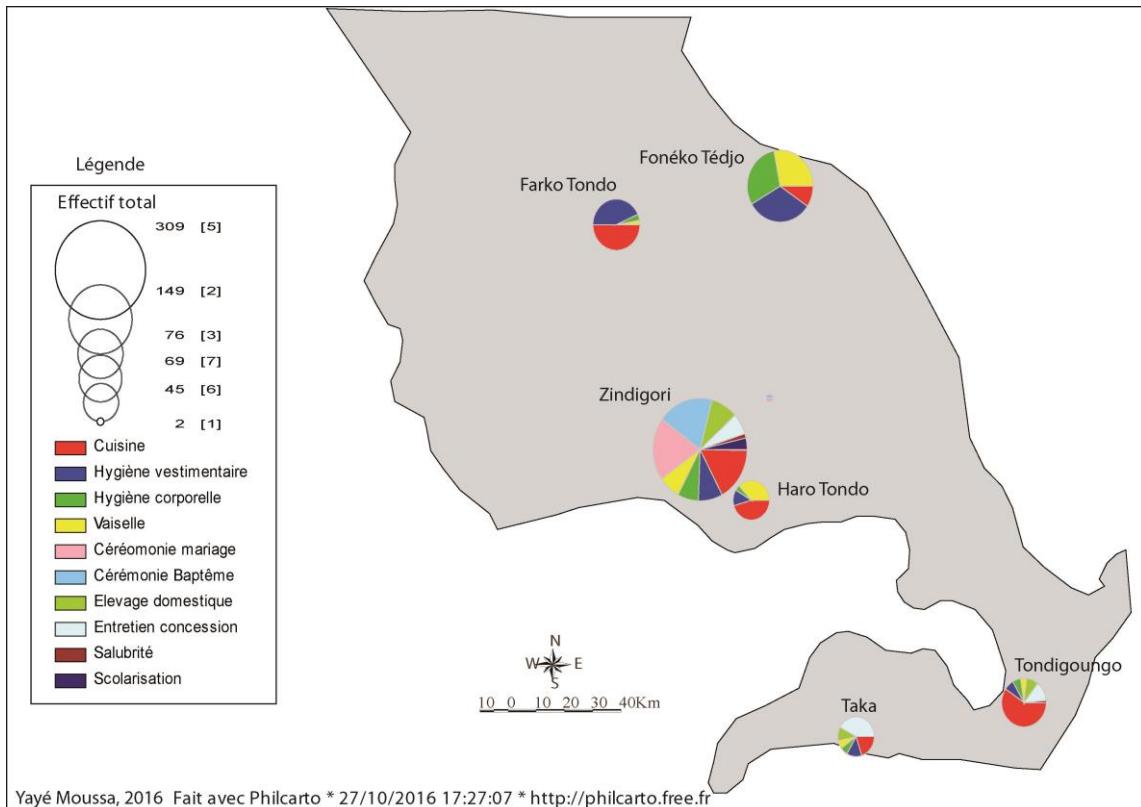 Légende
Effectif total
309 [5]
149 [2]
76 [3]
69 [7]
45 [6]
2 [1]
Cuisine
Hygiène vestimentaire
Hygiène corporelle
Vaiselle
Céréomonie mariage
Cérémonie Baptême
Elevage domestique
Entretien concession
Salubrité
Scolarisation
Fonéko Tédjo
Farko Tondo
Zindigori
Haro Tondo
Tondigoungo
Taka
N
W E
S
10 0 10 20 30 40Km
Yayé Moussa, 2016 Fait avec Philcarto * 27/10/2016 17:27:07 * http://philcarto.free.fr